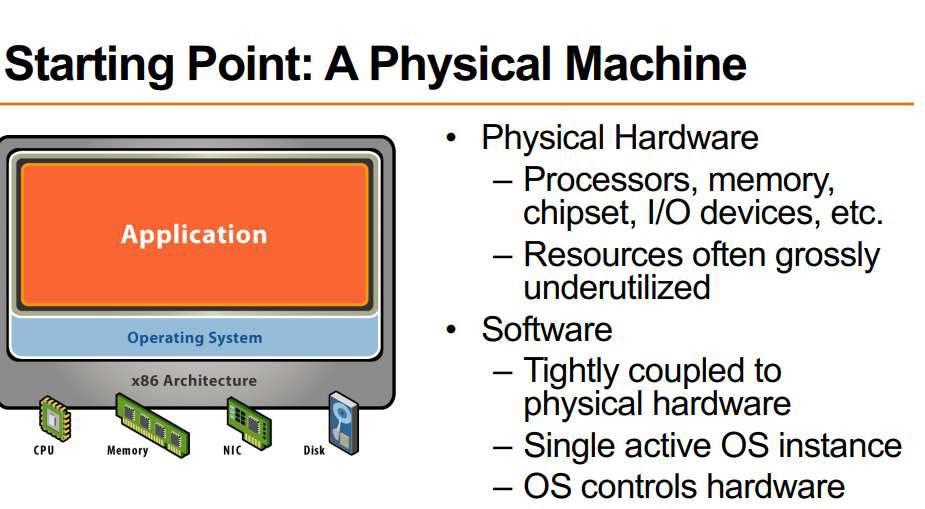 Starting Point: A Physical Machine
Application
Operating System
x86 Architecture
CPU
Memory
NIC
Disk
• Physical Hardware
– Processors, memory,
chipset, I/O devices, etc.
– Resources often grossly
underutilized
• Software
– Tightly coupled to
physical hardware
– Single active OS instance
– OS controls hardware